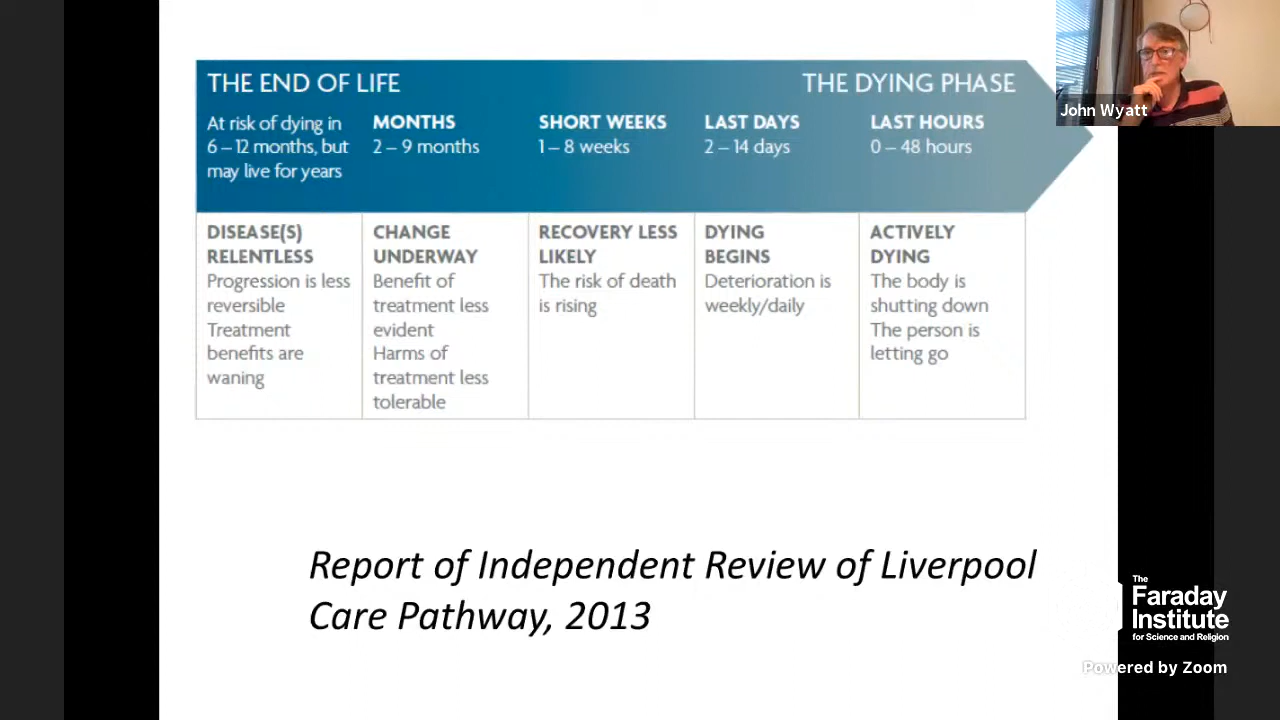 THE END OF LIFE
THE DYING PHASE
At risk of dying in
6 – 12 months, but
may live for years
MONTHS
2 – 9 months
SHORT WEEKS
1 – 8 weeks
LAST DAYS
2 – 14 days
LAST HOURS
0 – 48 hours
DISEASE(S)
RELENTLESS
Progression is less
reversible
Treatment
benefits are
waning
CHANGE
UNDERWAY
Benefit of
treatment less
evident
Harms of
treatment less
tolerable
RECOVERY LESS
LIKELY
The risk of death
is rising
DYING
BEGINS
Deterioration is
weekly/daily
ACTIVELY
DYING
The body is
shutting down
The person is
letting go
Report of Independent Review of Liverpool
Care Pathway, 2013
John Wyatt
The
Faraday
Institute
for Science and Religion
Powered by Zoom